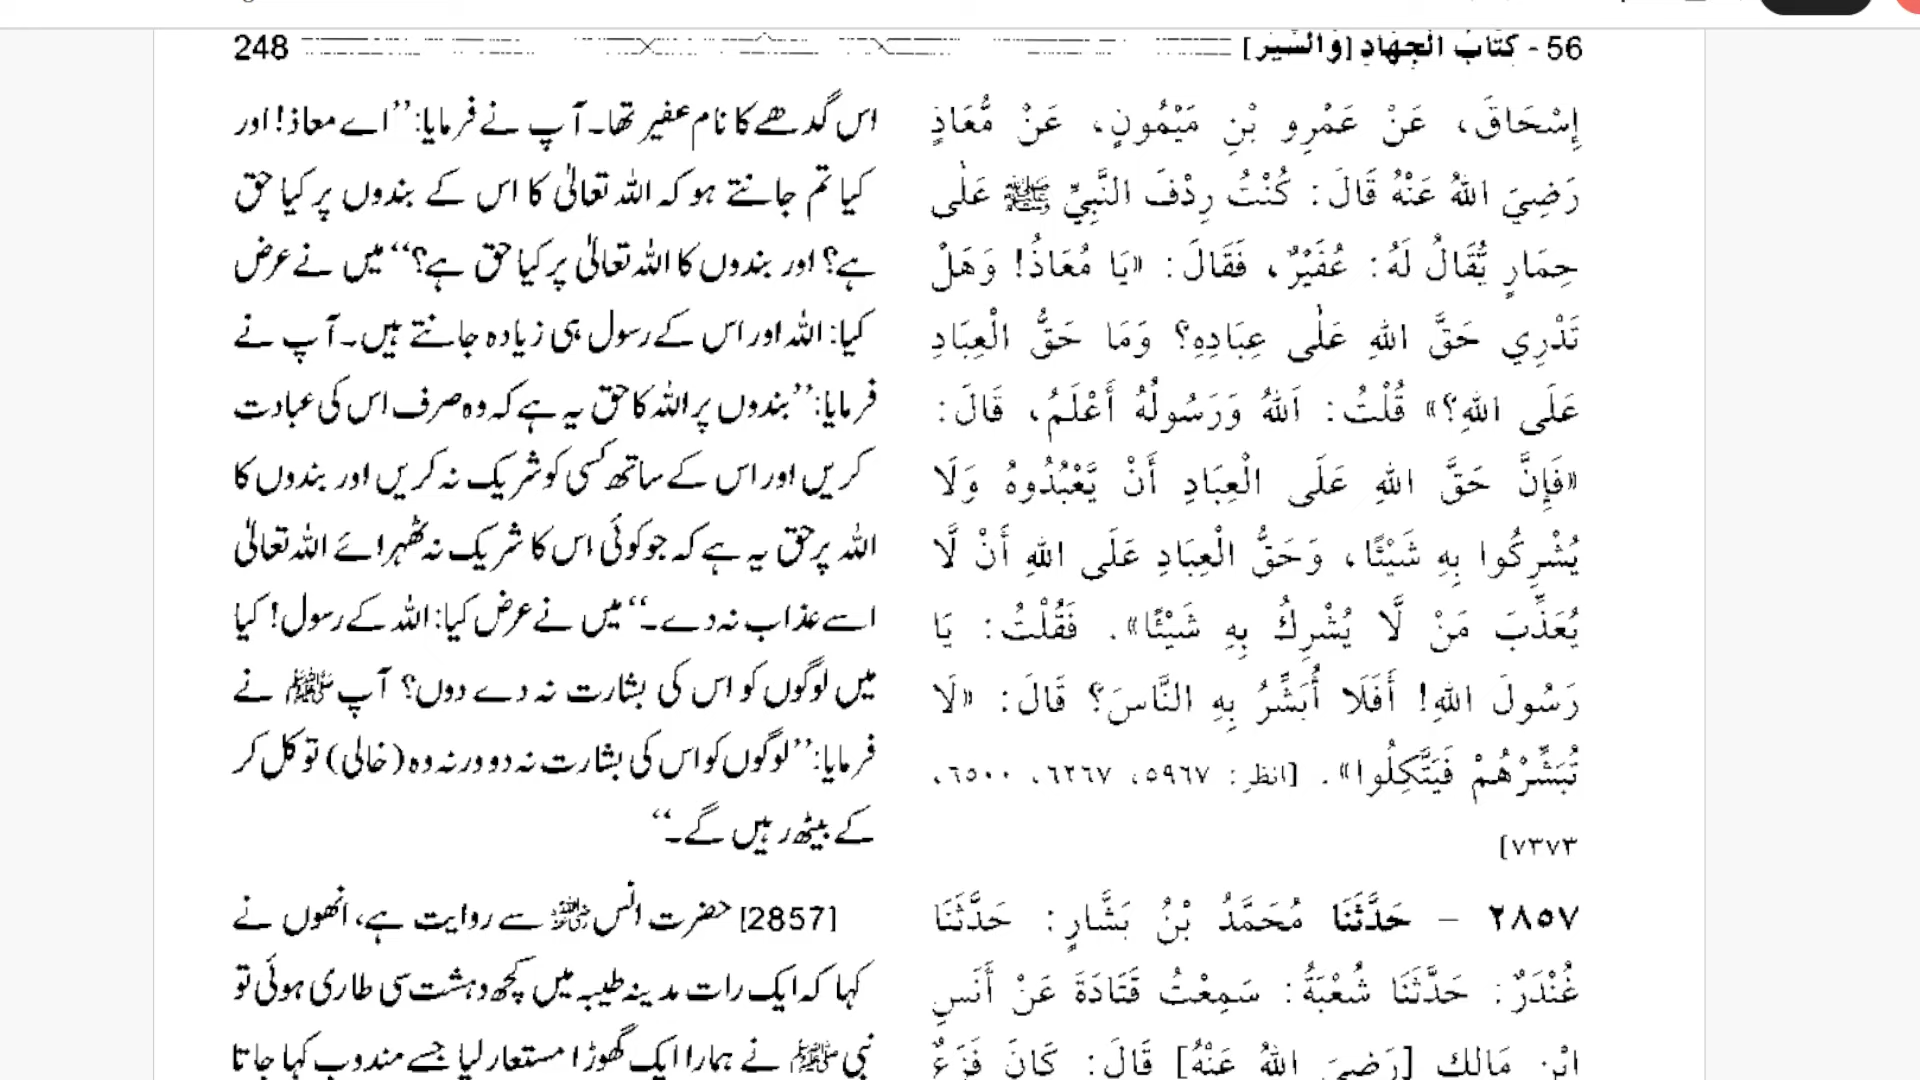 56 - كتاب الجهاد [والسير] 248
إِسْحَاقَ، عَنْ عَمْرِو بْنِ مَيْمُونٍ، عَنْ مُّعَاذٍ
رَضِيَ اللهُ عَنْهُ قَالَ: كُنْتُ رِدْفَ النَّبِيِّ ﷺ عَلٰى
حِمَارٍ يُّقَالُ لَهُ: عُفَيْرٌ، فَقَالَ: «يَا مُعَاذُ! وَهَلْ
تَدْرِي حَقَّ اللهِ عَلٰى عِبَادِهِ؟ وَمَا حَقُّ الْعِبَادِ
عَلَى اللهِ؟» قُلْتُ: اَللهُ وَرَسُولُهُ أَعْلَمُ، قَالَ:
«فَإِنَّ حَقَّ اللهِ عَلَى الْعِبَادِ أَنْ يَّعْبُدُوهُ وَلَا
يُشْرِكُوا بِهِ شَيْئًا، وَحَقُّ الْعِبَادِ عَلَى اللهِ أَنْ لَّا
يُعَذِّبَ مَنْ لَّا يُشْرِكُ بِهِ شَيْئًا». فَقُلْتُ: يَا
رَسُولَ اللهِ! أَفَلَا أُبَشِّرُ بِهِ النَّاسَ؟ قَالَ: «لَا
تُبَشِّرْهُمْ فَيَتَّكِلُوا». [انظر: ٥٩٦٧، ٦٢٦٧، ٦٥٠٠،
٧٣٧٣]
٢٨٥٧ - حَدَّثَنَا مُحَمَّدُ بْنُ بَشَّارٍ: حَدَّثَنَا
غُنْدَرٌ: حَدَّثَنَا شُعْبَةُ: سَمِعْتُ قَتَادَةَ عَنْ أَنَسِ
ابْنِ مَالِكٍ [رَضِيَ اللهُ عَنْهُ] قَالَ: كَانَ فَزَعٌ
اس گدھے کا نام عفیر تھا۔ آپ نے فرمایا: ’’اے معاذ! اور
کیا تم جانتے ہو کہ اللہ تعالیٰ کا اس کے بندوں پر کیا حق
ہے؟ اور بندوں کا اللہ تعالیٰ پر کیا حق ہے؟‘‘ میں نے عرض
کیا: اللہ اور اس کے رسول ہی زیادہ جانتے ہیں۔ آپ نے
فرمایا: ’’بندوں پر اللہ کا حق یہ ہے کہ وہ صرف اس کی عبادت
کریں اور اس کے ساتھ کسی کو شریک نہ کریں اور بندوں کا
اللہ پر حق یہ ہے کہ جو کوئی اس کا شریک نہ ٹھہرائے اللہ تعالیٰ
اسے عذاب نہ دے۔‘‘ میں نے عرض کیا: اللہ کے رسول! کیا
میں لوگوں کو اس کی بشارت نہ دے دوں؟ آپ ﷺ نے
فرمایا: ’’لوگوں کو اس کی بشارت نہ دو ورنہ وہ (خالی) توکل کر
کے بیٹھ رہیں گے۔‘‘
[2857] حضرت انس ؓ سے روایت ہے، انھوں نے
کہا کہ ایک رات مدینہ طیبہ میں کچھ دہشت سی طاری ہوئی تو
نبی ﷺ نے ہمارا ایک گھوڑا مستعار لیا جسے مندوب کہا جاتا